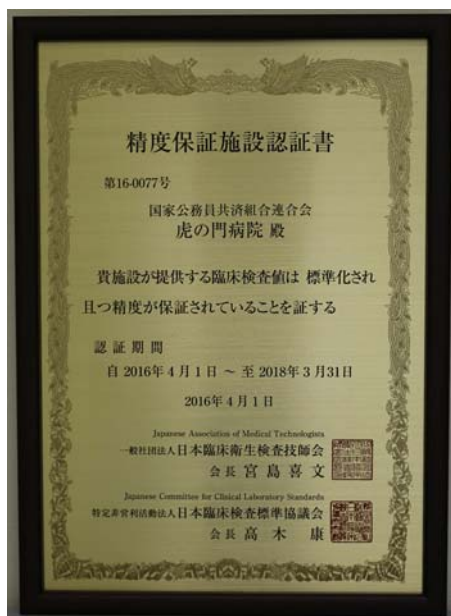 精度保証施設認証書
第16-0077号
国家公務員共済組合連合会
虎の門病院 殿
貴施設が提供する臨床検査値は 標準化され
且つ精度が保証されていることを証する
認証期間
自 2016年4月1日 ～ 至 2018年3月31日
2016年4月1日
Japanese Association of Medical Technologists
一般社団法人日本臨床衛生検査技師会
会長 宮島喜文
Japanese Committee for Clinical Laboratory Standards
特定非営利活動法人日本臨床検査標準協議会
会長 高木 康